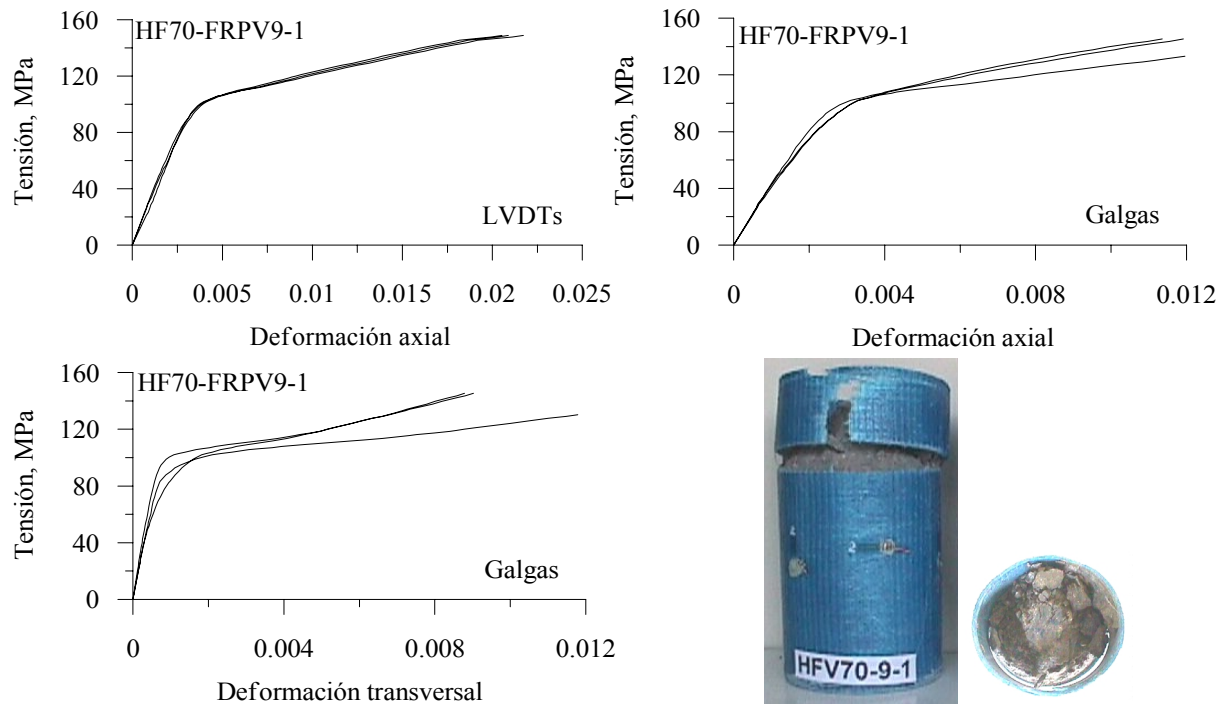 160
120
80
40
0
Tensión, MPa
HF70-FRPV9-1
LVDTs
0 0.005 0.01 0.015 0.02 0.025
Deformación axial
160
120
80
40
0
Tensión, MPa
HF70-FRPV9-1
Galgas
0 0.004 0.008 0.012
Deformación axial
160
120
80
40
0
Tensión, MPa
HF70-FRPV9-1
Galgas
0 0.004 0.008 0.012
Deformación transversal
2
HFV70-9-1